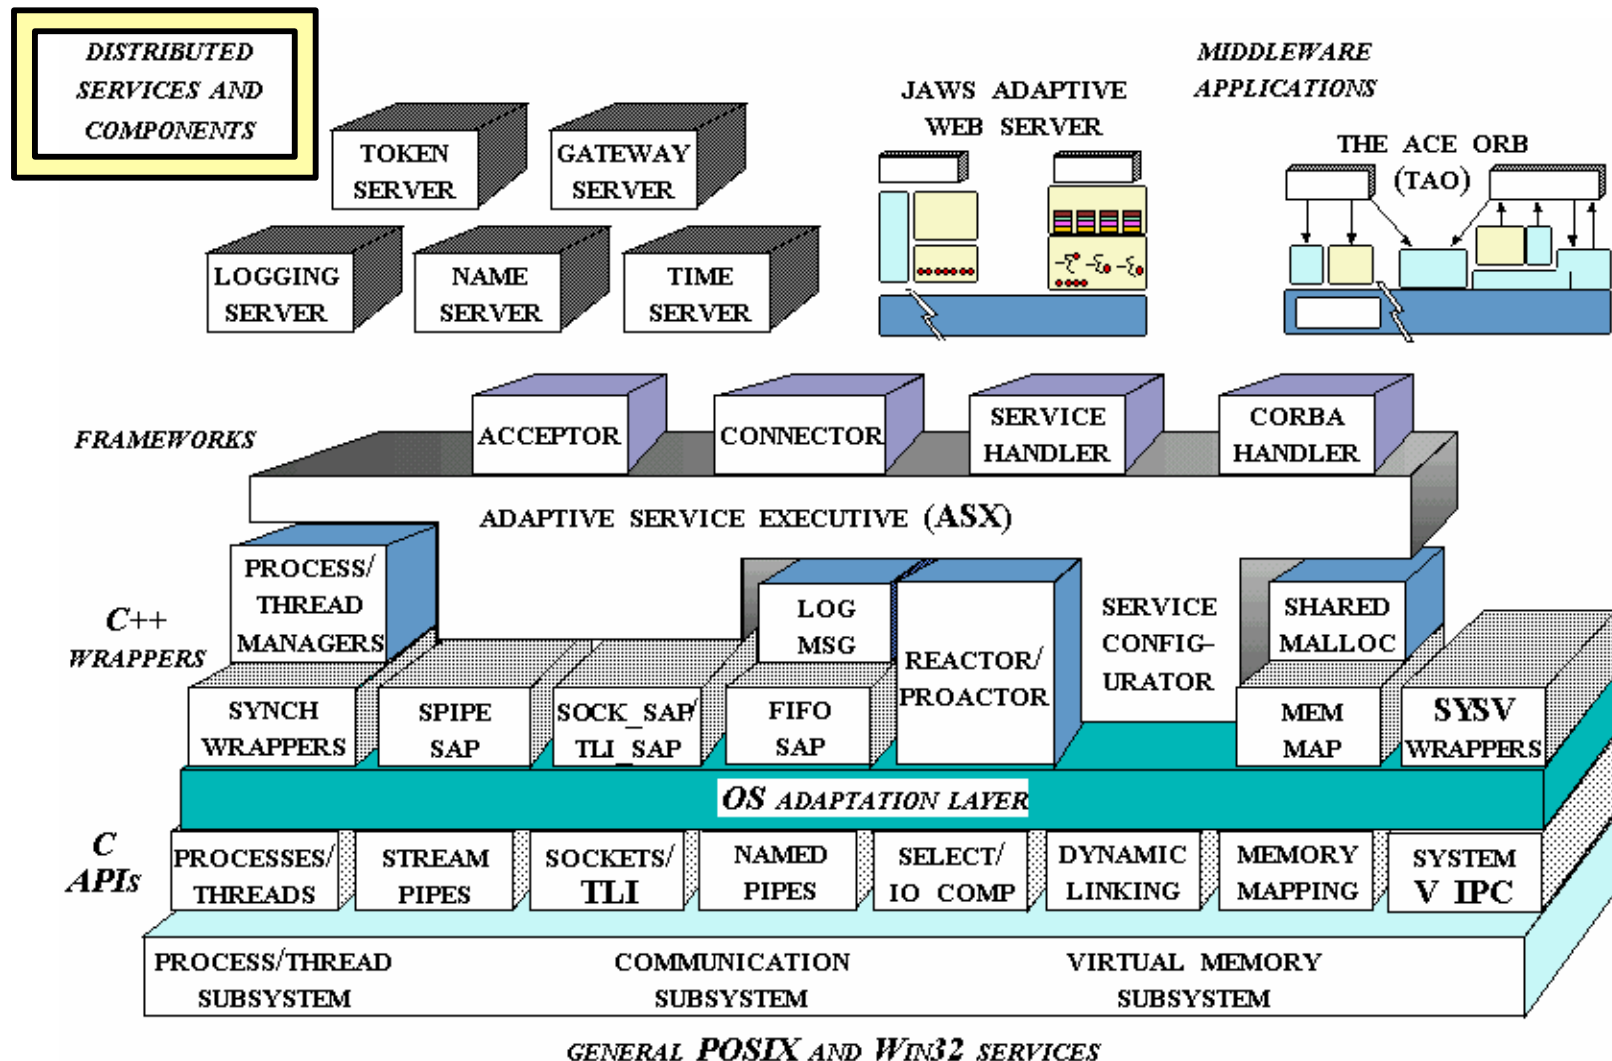 DISTRIBUTED
SERVICES AND
COMPONENTS
MIDDLEWARE
APPLICATIONS
JAWS ADAPTIVE
WEB SERVER
THE ACE ORB
(TAO)
TOKEN
SERVER
GATEWAY
SERVER
LOGGING
SERVER
NAME
SERVER
TIME
SERVER
FRAMEWORKS
ACCEPTOR
CONNECTOR
SERVICE
HANDLER
CORBA
HANDLER
ADAPTIVE SERVICE EXECUTIVE (ASX)
C++
WRAPPERS
PROCESS/
THREAD
MANAGERS
LOG
MSG
REACTOR/
PROACTOR
SERVICE
CONFIG-
URATOR
SHARED
MALLOC
SYNCH
WRAPPERS
SPIPE
SAP
SOCK_SAP/
TLI_SAP
FIFO
SAP
MEM
MAP
SYSV
WRAPPERS
OS ADAPTATION LAYER
C
APIS
PROCESSES/
THREADS
STREAM
PIPES
SOCKETS/
TLI
NAMED
PIPES
SELECT/
IO COMP
DYNAMIC
LINKING
MEMORY
MAPPING
SYSTEM
V IPC
PROCESS/THREAD
SUBSYSTEM
COMMUNICATION
SUBSYSTEM
VIRTUAL MEMORY
SUBSYSTEM
GENERAL POSIX AND WIN32 SERVICES